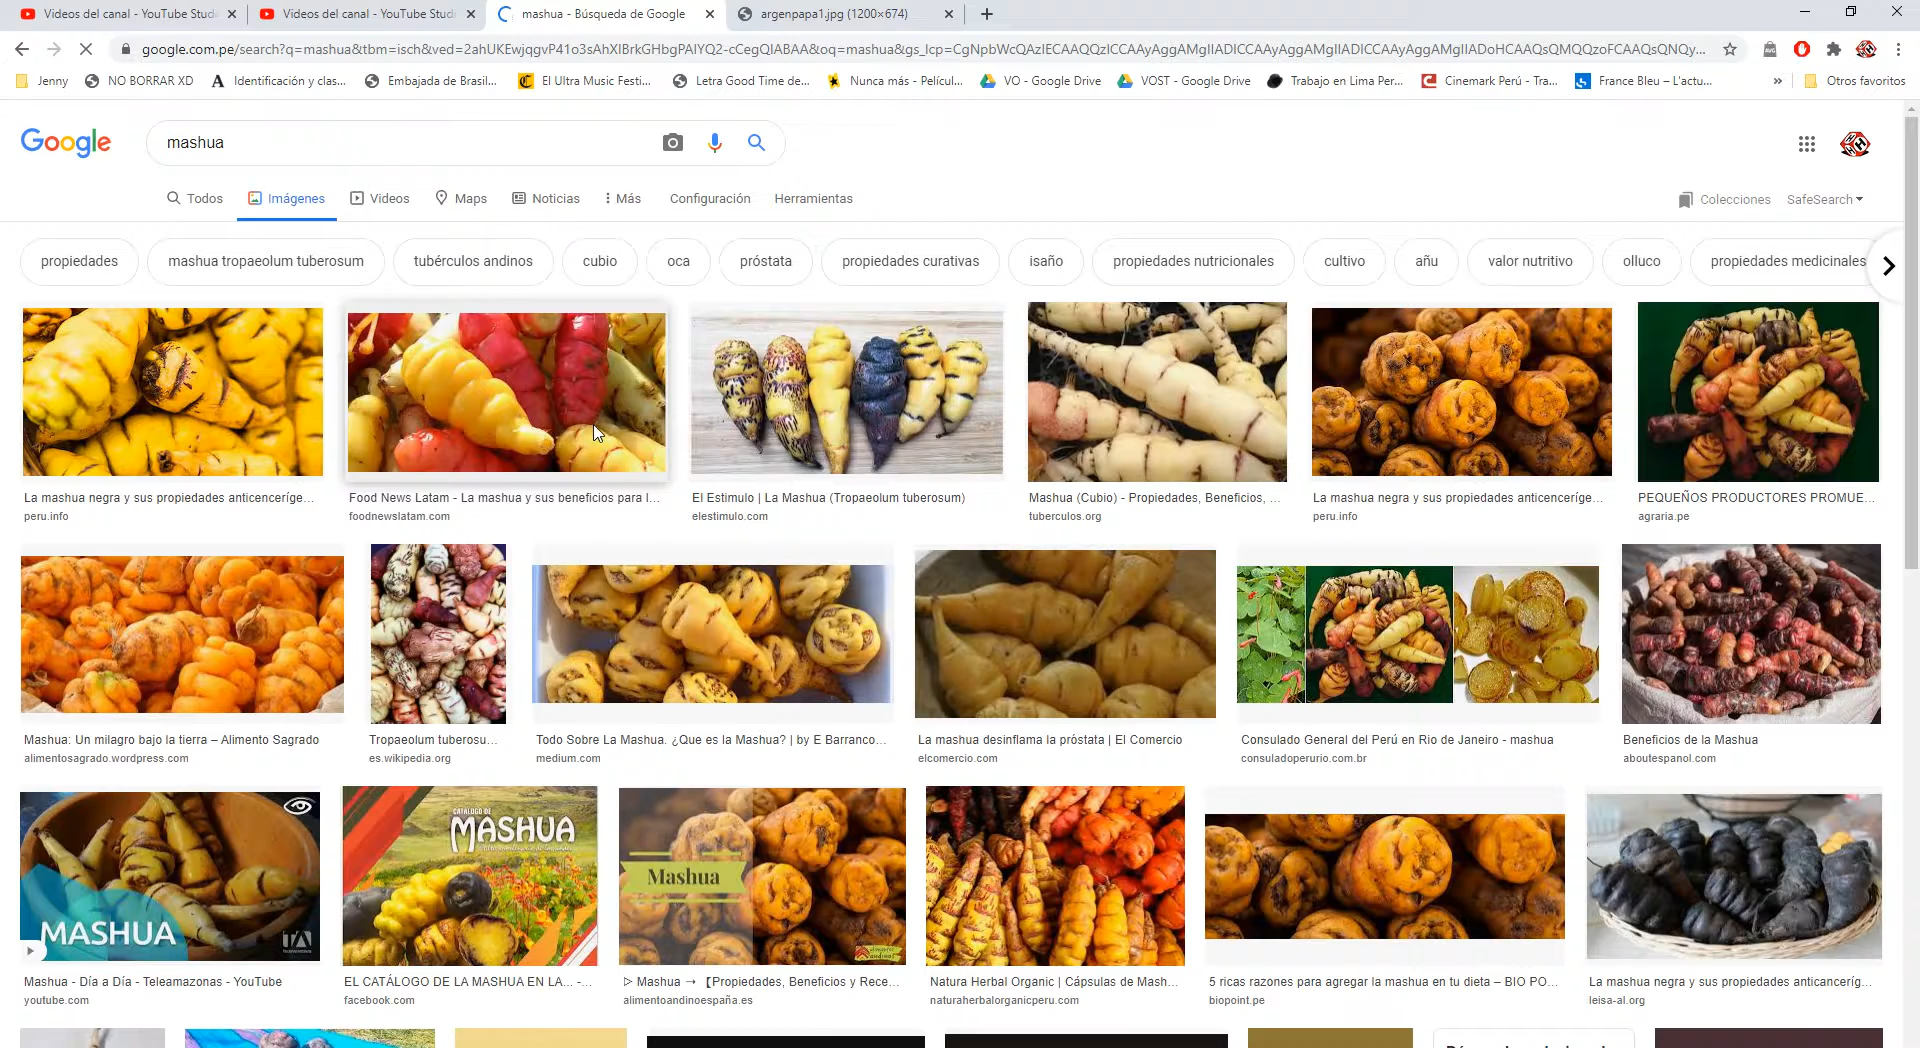 Videos del canal - YouTube Stud
Videos del canal - YouTube Stud
mashua - Búsqueda de Google
argenpapa1.jpg (1200×674)
google.com.pe/search?q=mashua&tbm=isch&ved=2ahUKEwjqgvP41o3sAhXIBrkGHbgPAIYQ2-cCegQIABAA&oq=mashua&gs_lcp=CgNpbWcQAzIECAAQQzICCAAyAggAMgIIADICCAAyAggAMgIIADICCAAyAggAMgIIADoHCAAQsQMQQzoFCAAQsQNQy...
Jenny
NO BORRAR XD
Identificación y clas...
Embajada de Brasil...
El Ultra Music Festi...
Letra Good Time de...
Nunca más - Películ...
VO - Google Drive
VOST - Google Drive
Trabajo en Lima Per...
Cinemark Perú - Tra...
France Bleu – L'actu...
»
Otros favoritos
Google
mashua
Todos
Imágenes
Videos
Maps
Noticias
Más
Configuración
Herramientas
Colecciones
SafeSearch
propiedades
mashua tropaeolum tuberosum
tubérculos andinos
cubio
oca
próstata
propiedades curativas
isaño
propiedades nutricionales
cultivo
añu
valor nutritivo
olluco
propiedades medicinales
La mashua negra y sus propiedades anticenceríge...
peru.info
Food News Latam - La mashua y sus beneficios para l...
foodnewslatam.com
El Estimulo | La Mashua (Tropaeolum tuberosum)
elestimulo.com
Mashua (Cubio) - Propiedades, Beneficios, ...
tuberculos.org
La mashua negra y sus propiedades anticenceríge...
peru.info
PEQUEÑOS PRODUCTORES PROMUE...
agraria.pe
Mashua: Un milagro bajo la tierra – Alimento Sagrado
alimentosagrado.wordpress.com
Tropaeolum tuberosu...
es.wikipedia.org
Todo Sobre La Mashua. ¿Que es la Mashua? | by E Barranco...
medium.com
La mashua desinflama la próstata | El Comercio
elcomercio.com
Consulado General del Perú en Rio de Janeiro - mashua
consuladoperurio.com.br
Beneficios de la Mashua
aboutespanol.com
MASHUA
CATÁLOGO DE
MASHUA
Mashua
Mashua - Día a Día - Teleamazonas - YouTube
youtube.com
EL CATÁLOGO DE LA MASHUA EN LA... -...
facebook.com
▷ Mashua → 【Propiedades, Beneficios y Rece...
alimentoandinoespaña.es
Natura Herbal Organic | Cápsulas de Mash...
naturaherbalorganicperu.com
5 ricas razones para agregar la mashua en tu dieta – BIO PO...
biopoint.pe
La mashua negra y sus propiedades anticanceríg...
leisa-al.org